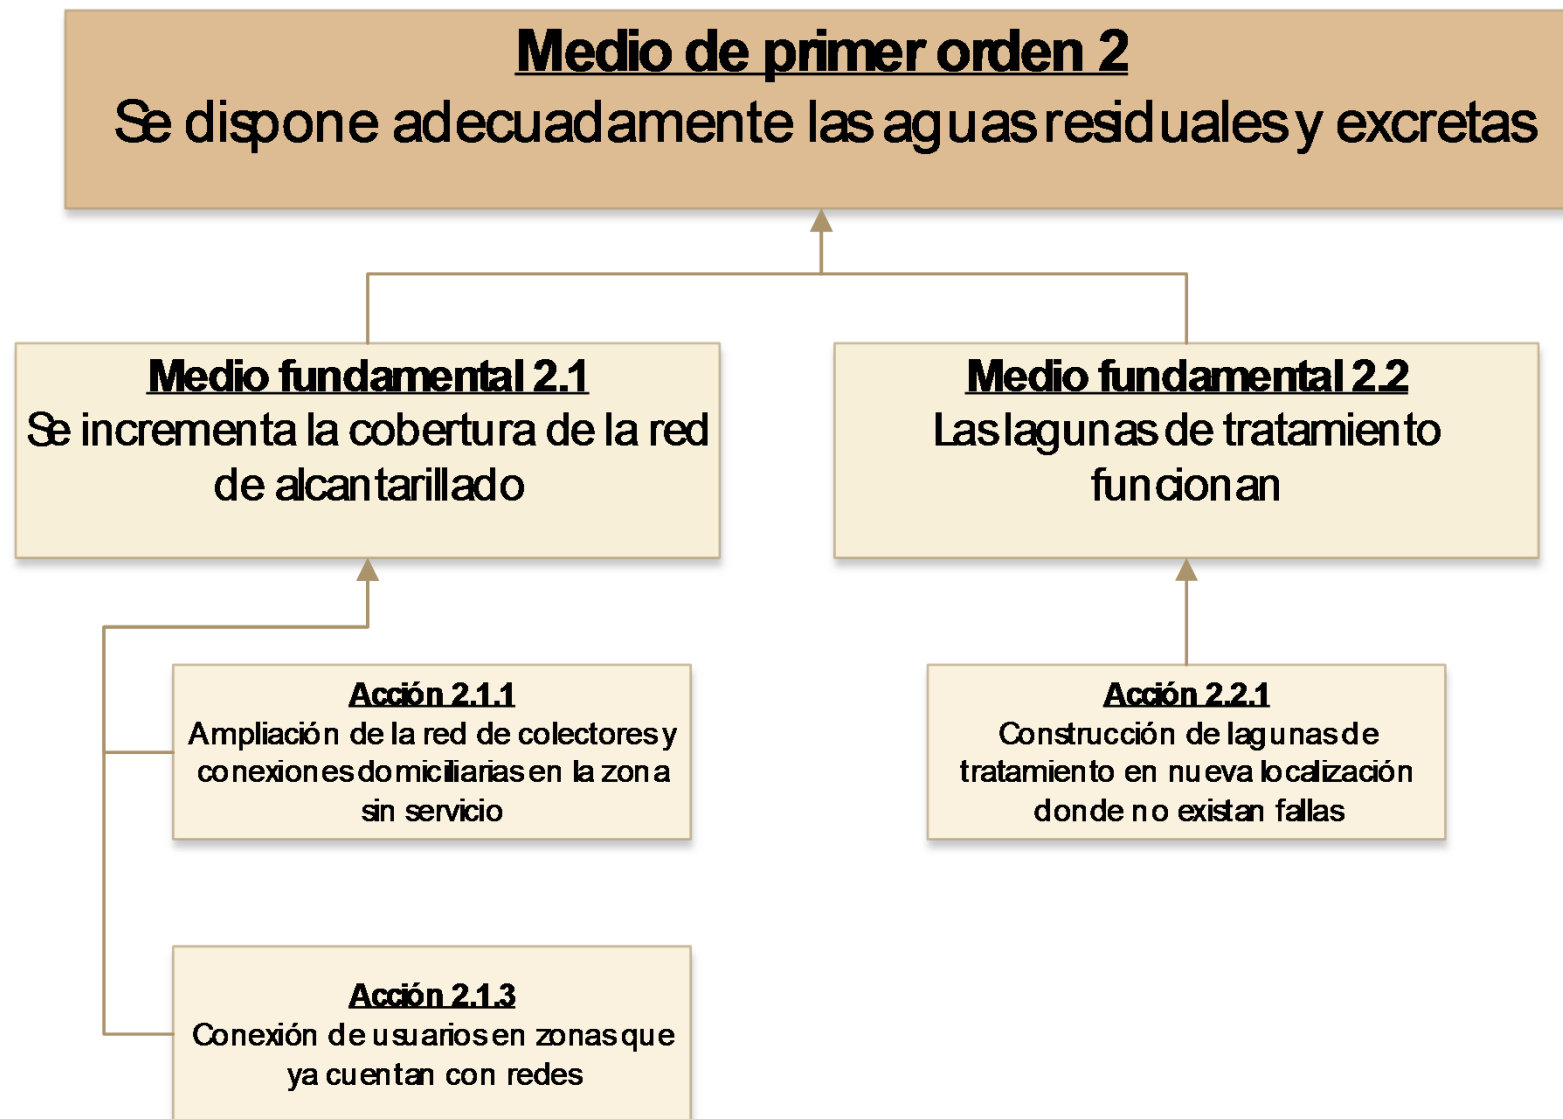 Medio de primer orden 2
Se dispone adecuadamente las aguas residuales y excretas
Medio fundamental 2.1
Se incrementa la cobertura de la red
de alcantarillado
Medio fundamental 2.2
Las lagunas de tratamiento
funcionan
Acción 2.1.1
Ampliación de la red de colectores y
conexiones domiciliarias en la zona
sin servicio
Acción 2.2.1
Construcción de lagunas de
tratamiento en nueva localización
donde no existan fallas
Acción 2.1.3
Conexión de usuarios en zonas que
ya cuentan con redes